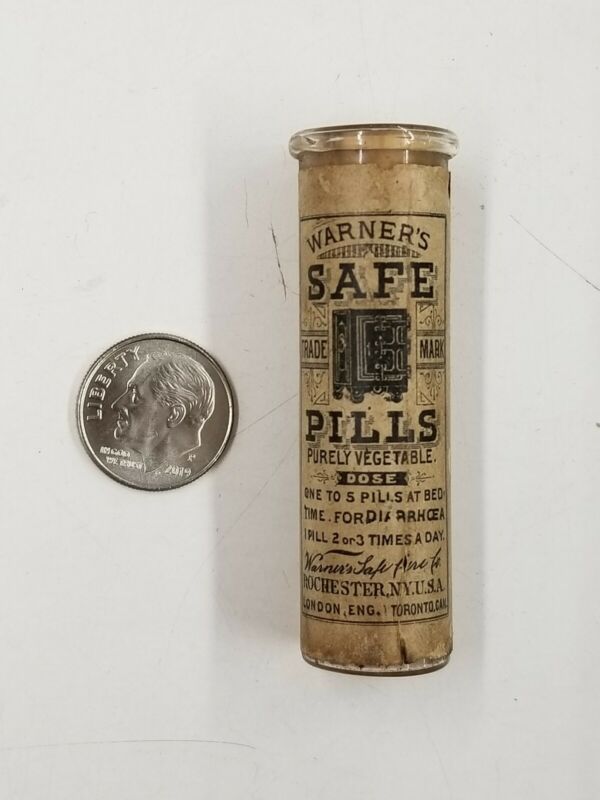 LIBERTY
IN GOD
WE TRUST
P
2019
WARNER'S
SAFE
TRADE MARK
PILLS
PURELY VEGETABLE.
DOSE
ONE TO 5 PILLS AT BED-
TIME. FOR DIARRHŒA
1 PILL 2 or 3 TIMES A DAY.
Warner's Safe Cure Co.
ROCHESTER, N.Y. U.S.A.
LONDON, ENG. TORONTO, CAN.